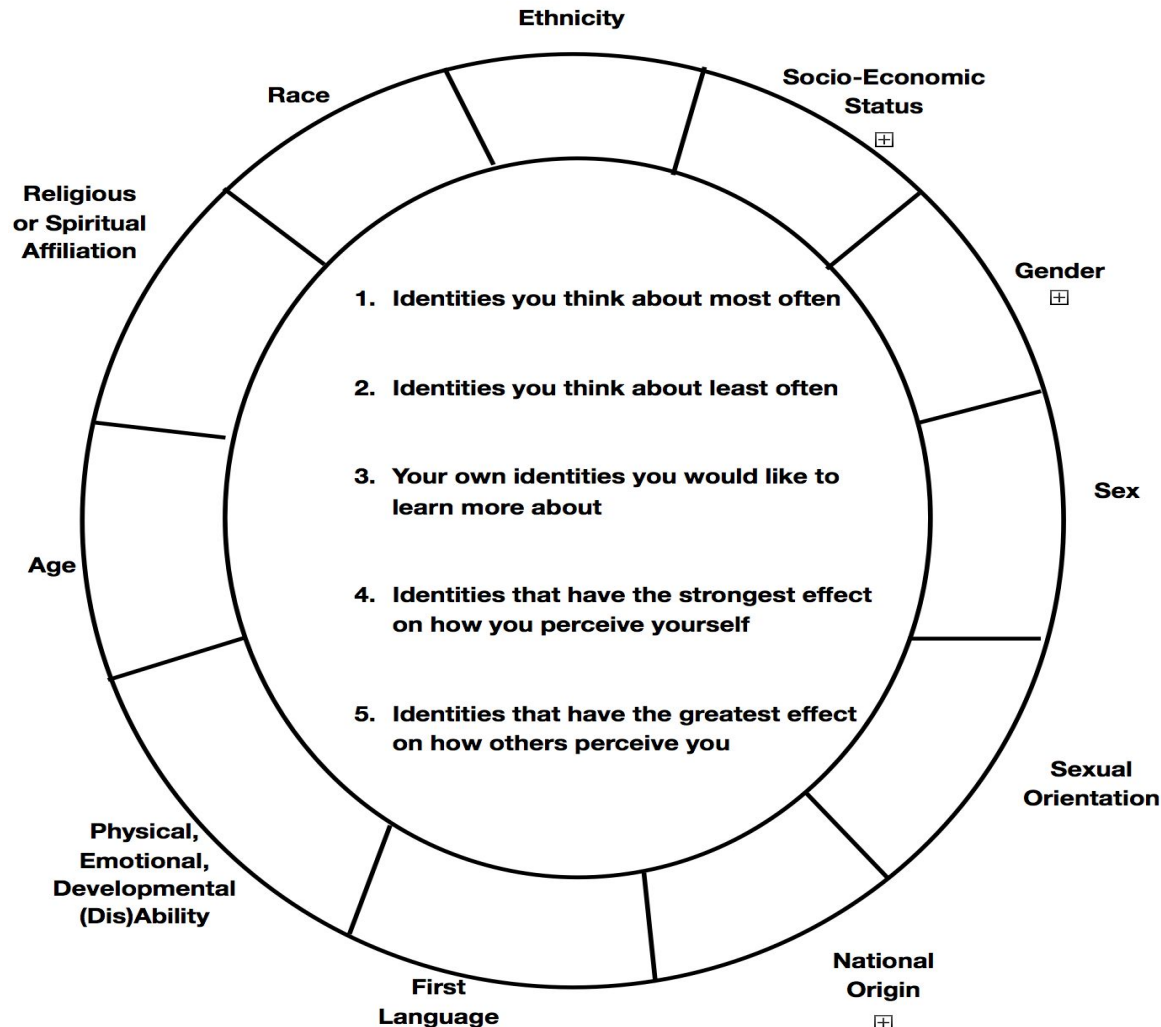 Ethnicity
Socio-Economic
Status
Race
Religious
or Spiritual
Affiliation
Gender
1. Identities you think about most often
2. Identities you think about least often
3. Your own identities you would like to
learn more about
Sex
Age
4. Identities that have the strongest effect
on how you perceive yourself
5. Identities that have the greatest effect
on how others perceive you
Sexual
Orientation
Physical,
Emotional,
Developmental
(Dis)Ability
National
Origin
First
Language